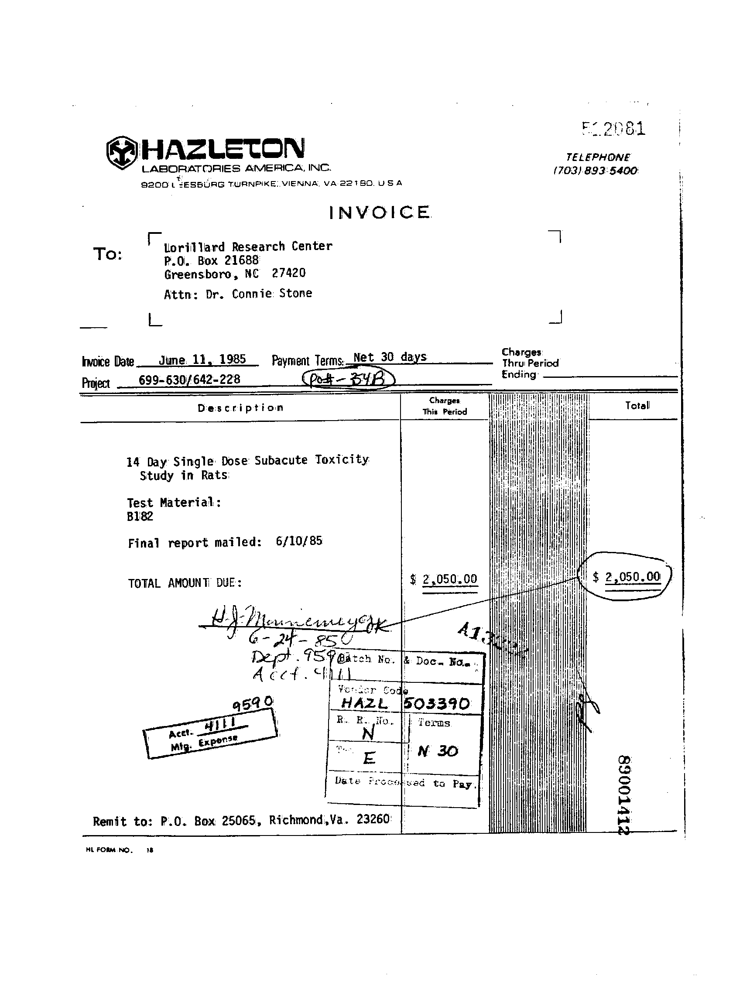 512081
HAZLETON
LABORATORIES AMERICA, INC.
9200 LEESBURG TURNPIKE, VIENNA, VA 22180, U S A
TELEPHONE
(703) 893-5400
INVOICE
To:
Lorillard Research Center
P.O. Box 21688
Greensboro, NC 27420
Attn: Dr. Connie Stone
Invoice Date June 11, 1985 Payment Terms: Net 30 days
Charges
Thru Period
Ending
Project 699-630/642-228 PO#-34B
Description Charges This Period Total
14 Day Single Dose Subacute Toxicity
Study in Rats
Test Material:
B182
Final report mailed: 6/10/85
TOTAL AMOUNT DUE: $ 2,050.00 $ 2,050.00
6-24-85
Dept. 9590
Acct. 4111
Batch No. & Doc. No.
Vendor Code
HAZL 503390
R. R. No. Terms
N
E N 30
Date Processed to Pay.
9590
Acct. 4111
Mfg. Expense
89001412
Remit to: P.O. Box 25065, Richmond, Va. 23260
HL FORM NO. 18